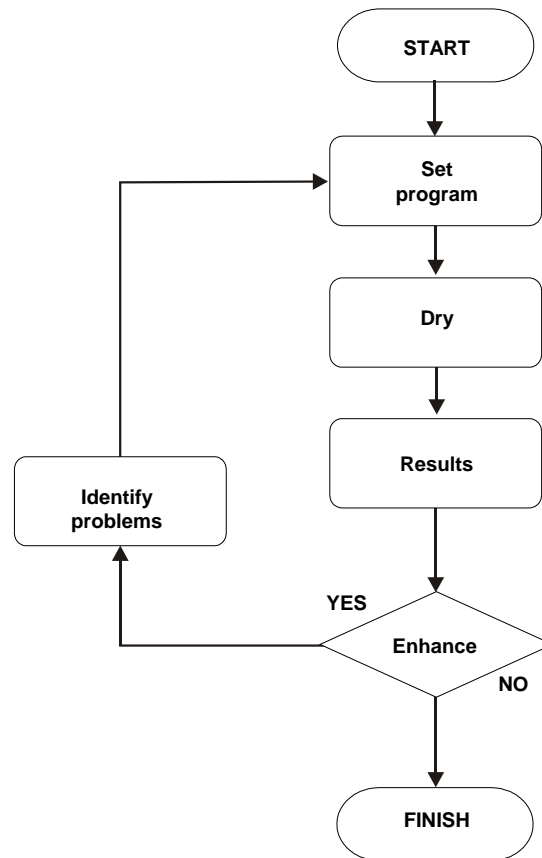 START
Set
program
Dry
Results
Identify
problems
YES
Enhance
NO
FINISH